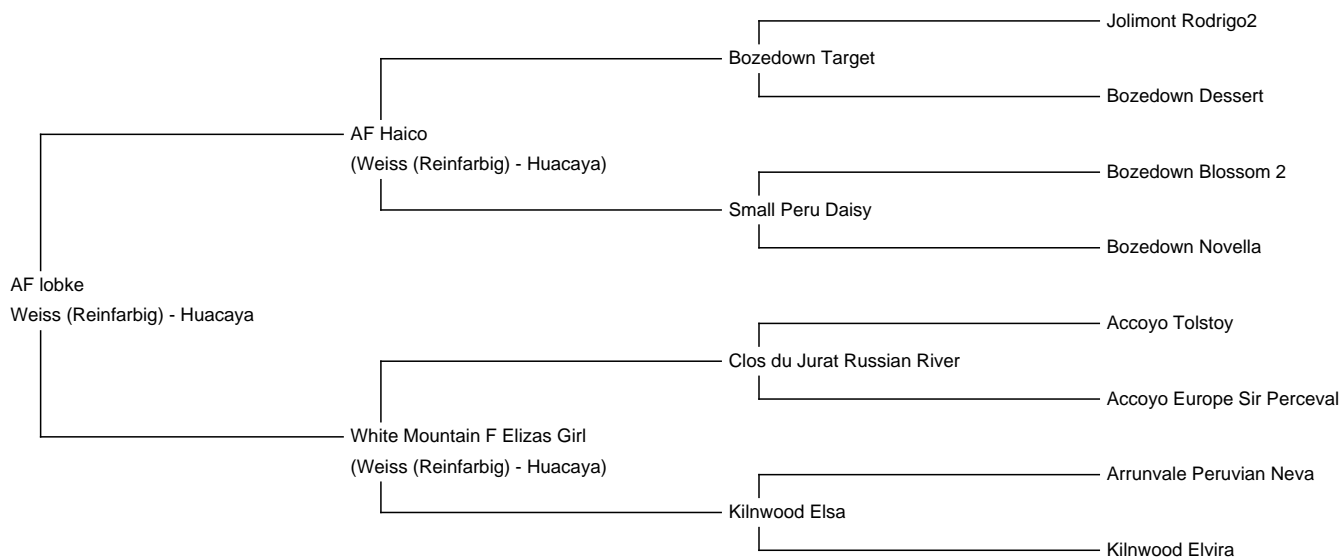 Jolimont Rodrigo2
Bozedown Target
Bozedown Dessert
AF Haico
(Weiss (Reinfarbig) - Huacaya)
Bozedown Blossom 2
Small Peru Daisy
Bozedown Novella
AF lobke
Weiss (Reinfarbig) - Huacaya
Accoyo Tolstoy
Clos du Jurat Russian River
Accoyo Europe Sir Perceval
White Mountain F Elizas Girl
(Weiss (Reinfarbig) - Huacaya)
Arrunvale Peruvian Neva
Kilnwood Elsa
Kilnwood Elvira